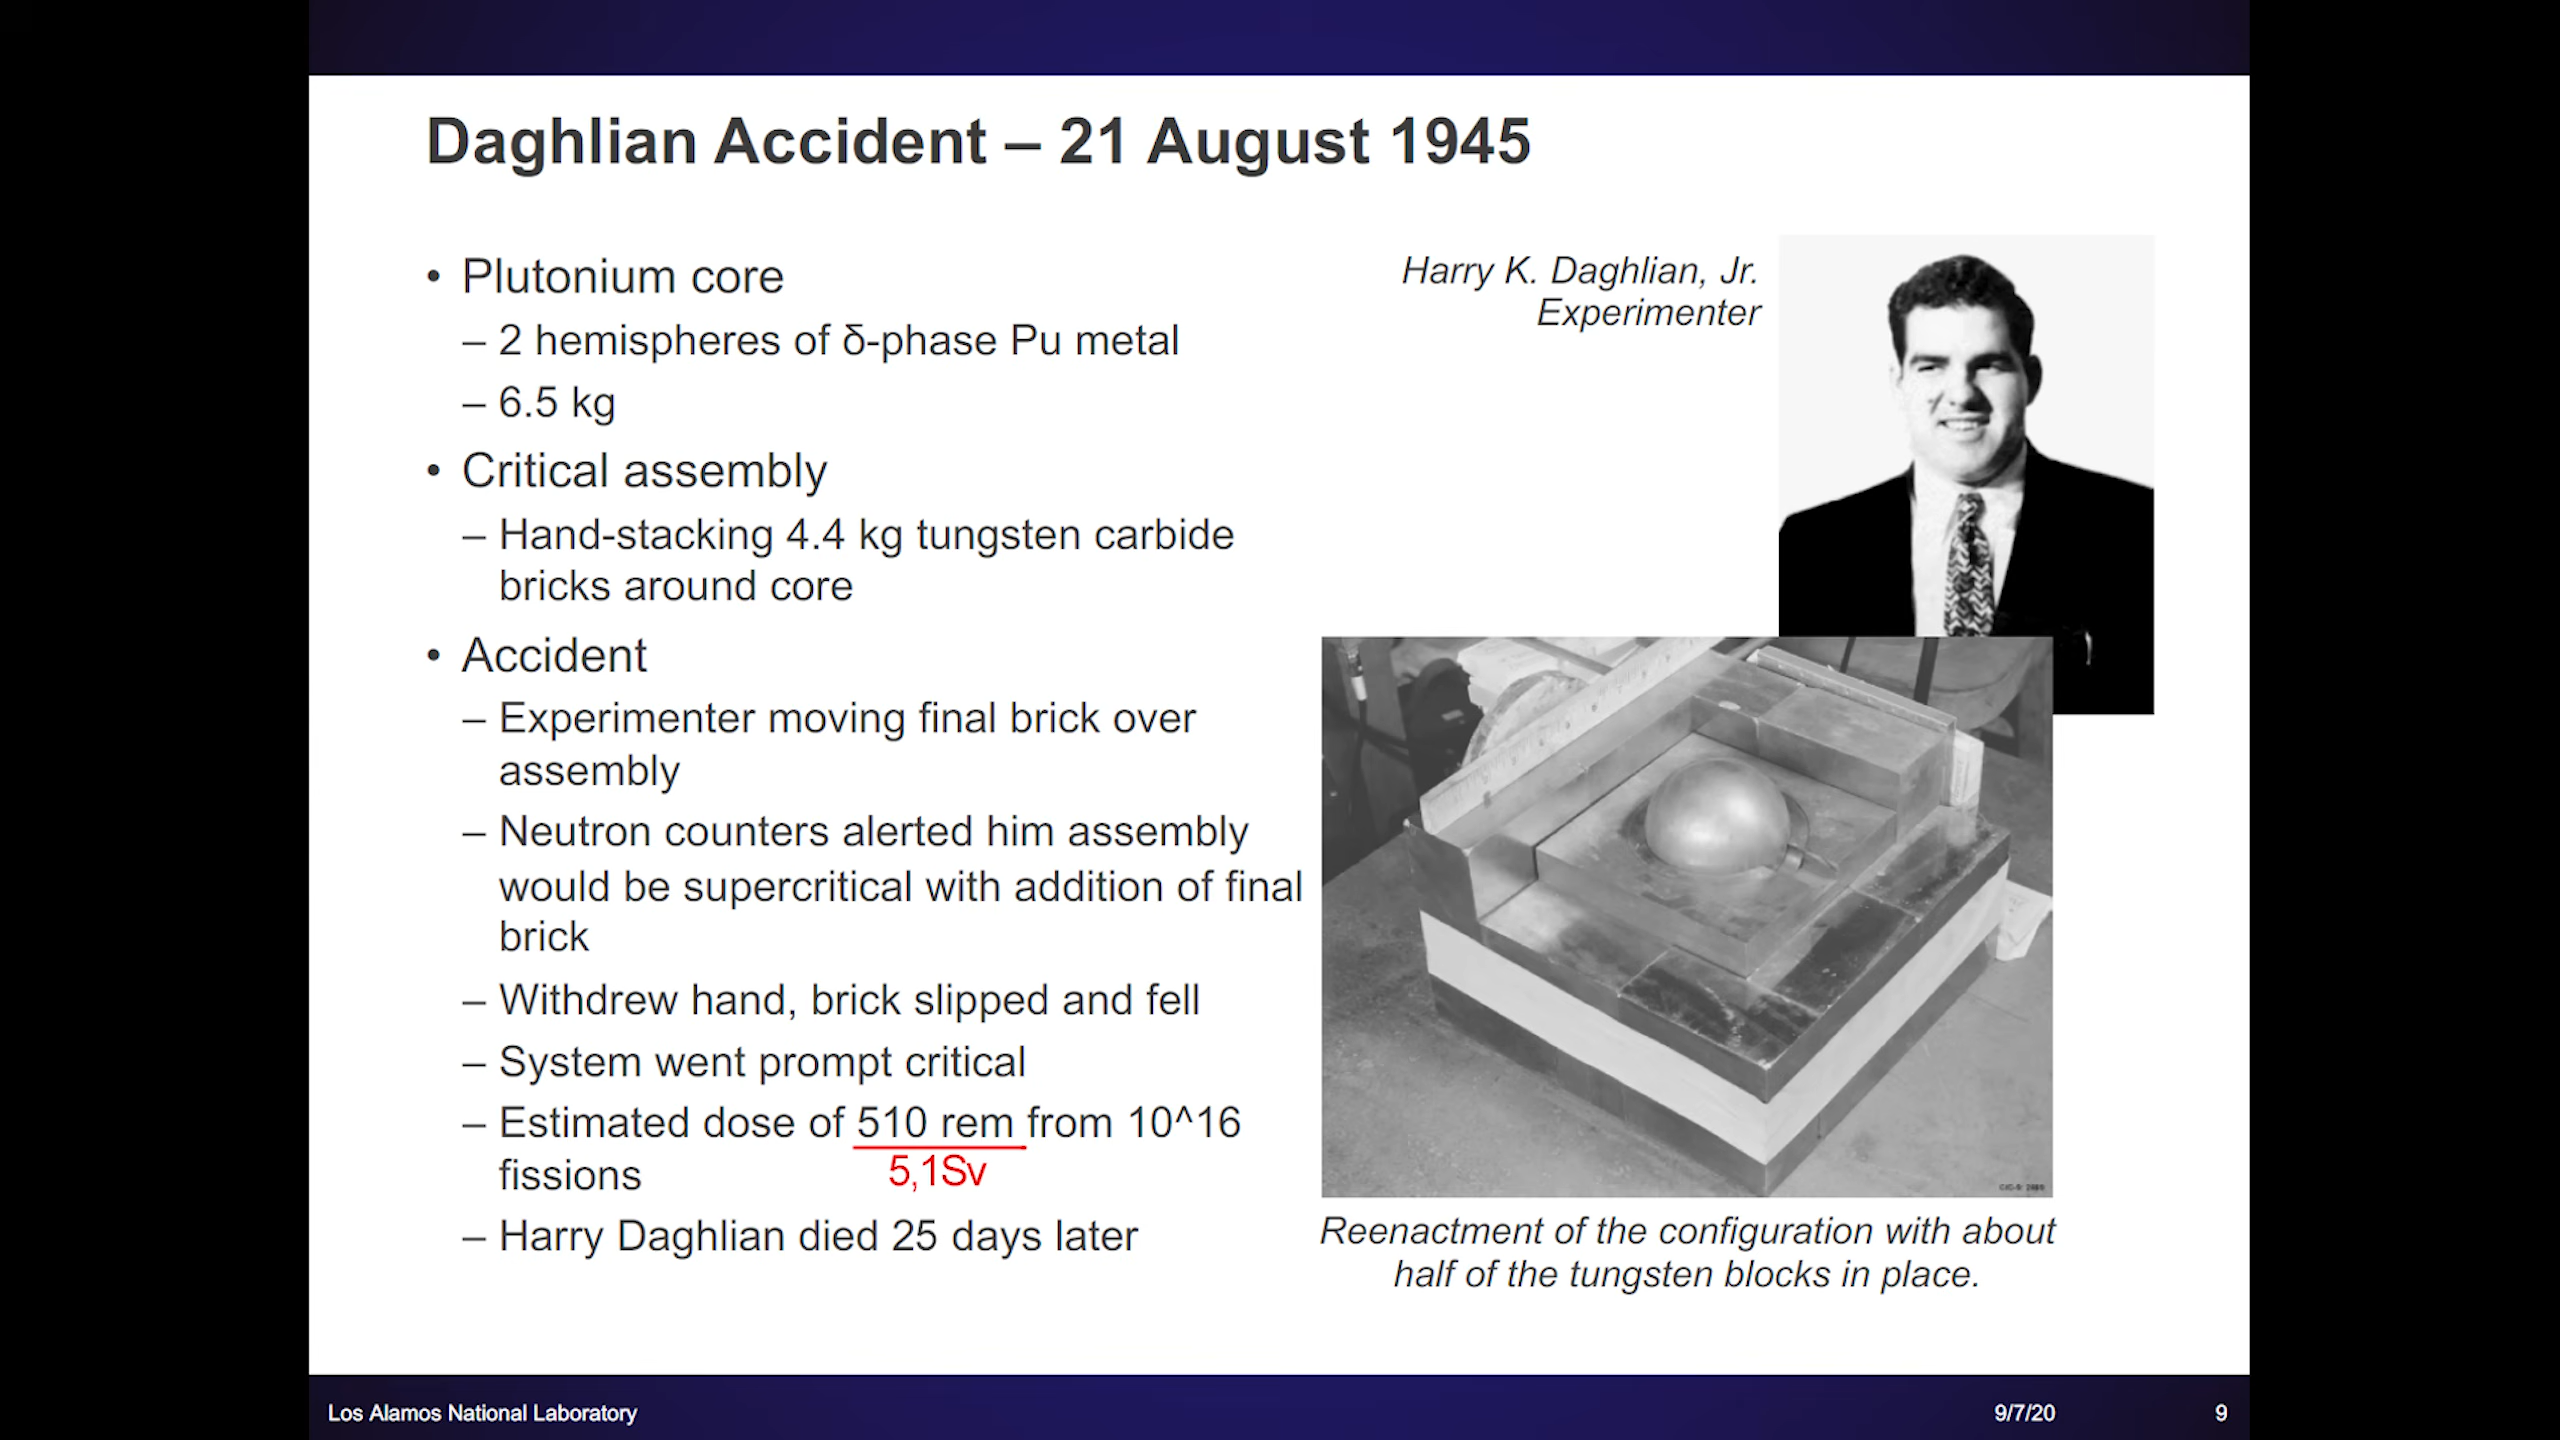 Daghlian Accident – 21 August 1945
• Plutonium core
– 2 hemispheres of δ-phase Pu metal
– 6.5 kg
• Critical assembly
– Hand-stacking 4.4 kg tungsten carbide
bricks around core
• Accident
– Experimenter moving final brick over
assembly
– Neutron counters alerted him assembly
would be supercritical with addition of final
brick
– Withdrew hand, brick slipped and fell
– System went prompt critical
– Estimated dose of 510 rem from 10^16
5,1Sv
fissions
– Harry Daghlian died 25 days later
Harry K. Daghlian, Jr.
Experimenter
Reenactment of the configuration with about
half of the tungsten blocks in place.
Los Alamos National Laboratory
9/7/20
9